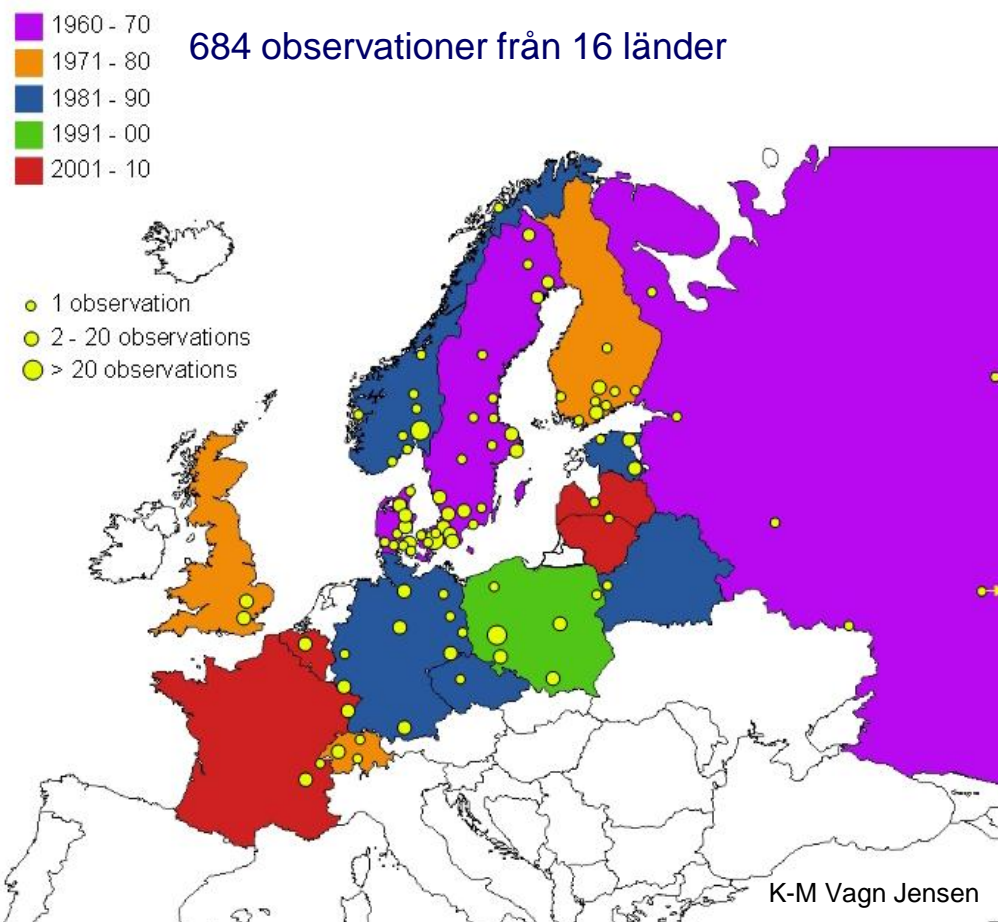 1960 - 70
1971 - 80
1981 - 90
1991 - 00
2001 - 10
684 observationer från 16 länder
1 observation
2 - 20 observations
> 20 observations
K-M Vagn Jensen